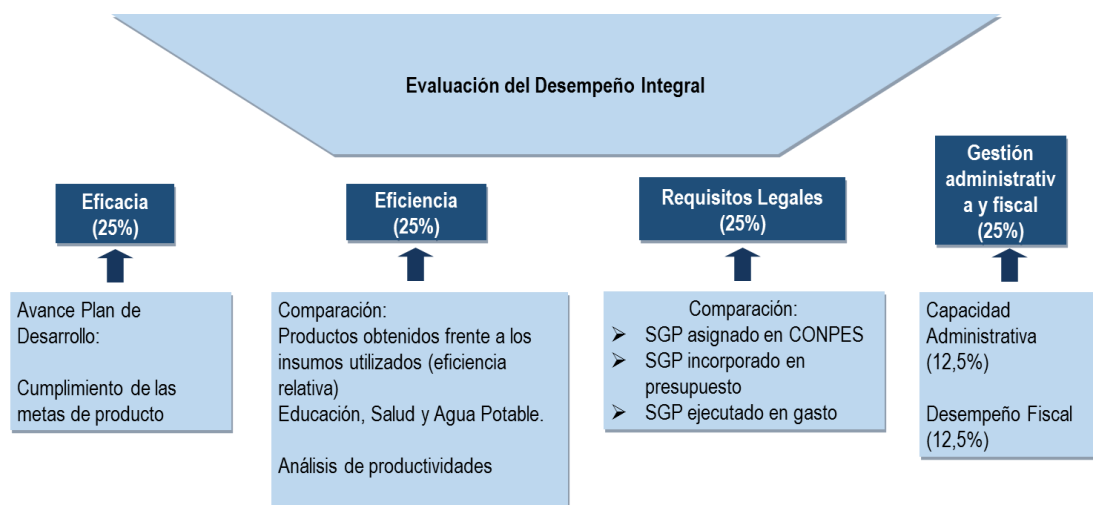 Evaluación del Desempeño Integral
Eficacia
(25%)
Eficiencia
(25%)
Requisitos Legales
(25%)
Gestión
administrativ
a y fiscal
(25%)
Avance Plan de
Desarrollo:
Cumplimiento de las
metas de producto
Comparación:
Productos obtenidos frente a los
insumos utilizados (eficiencia
relativa)
Educación, Salud y Agua Potable.
Análisis de productividades
Comparación:
➢ SGP asignado en CONPES
➢ SGP incorporado en
presupuesto
➢ SGP ejecutado en gasto
Capacidad
Administrativa
(12,5%)
Desempeño Fiscal
(12,5%)